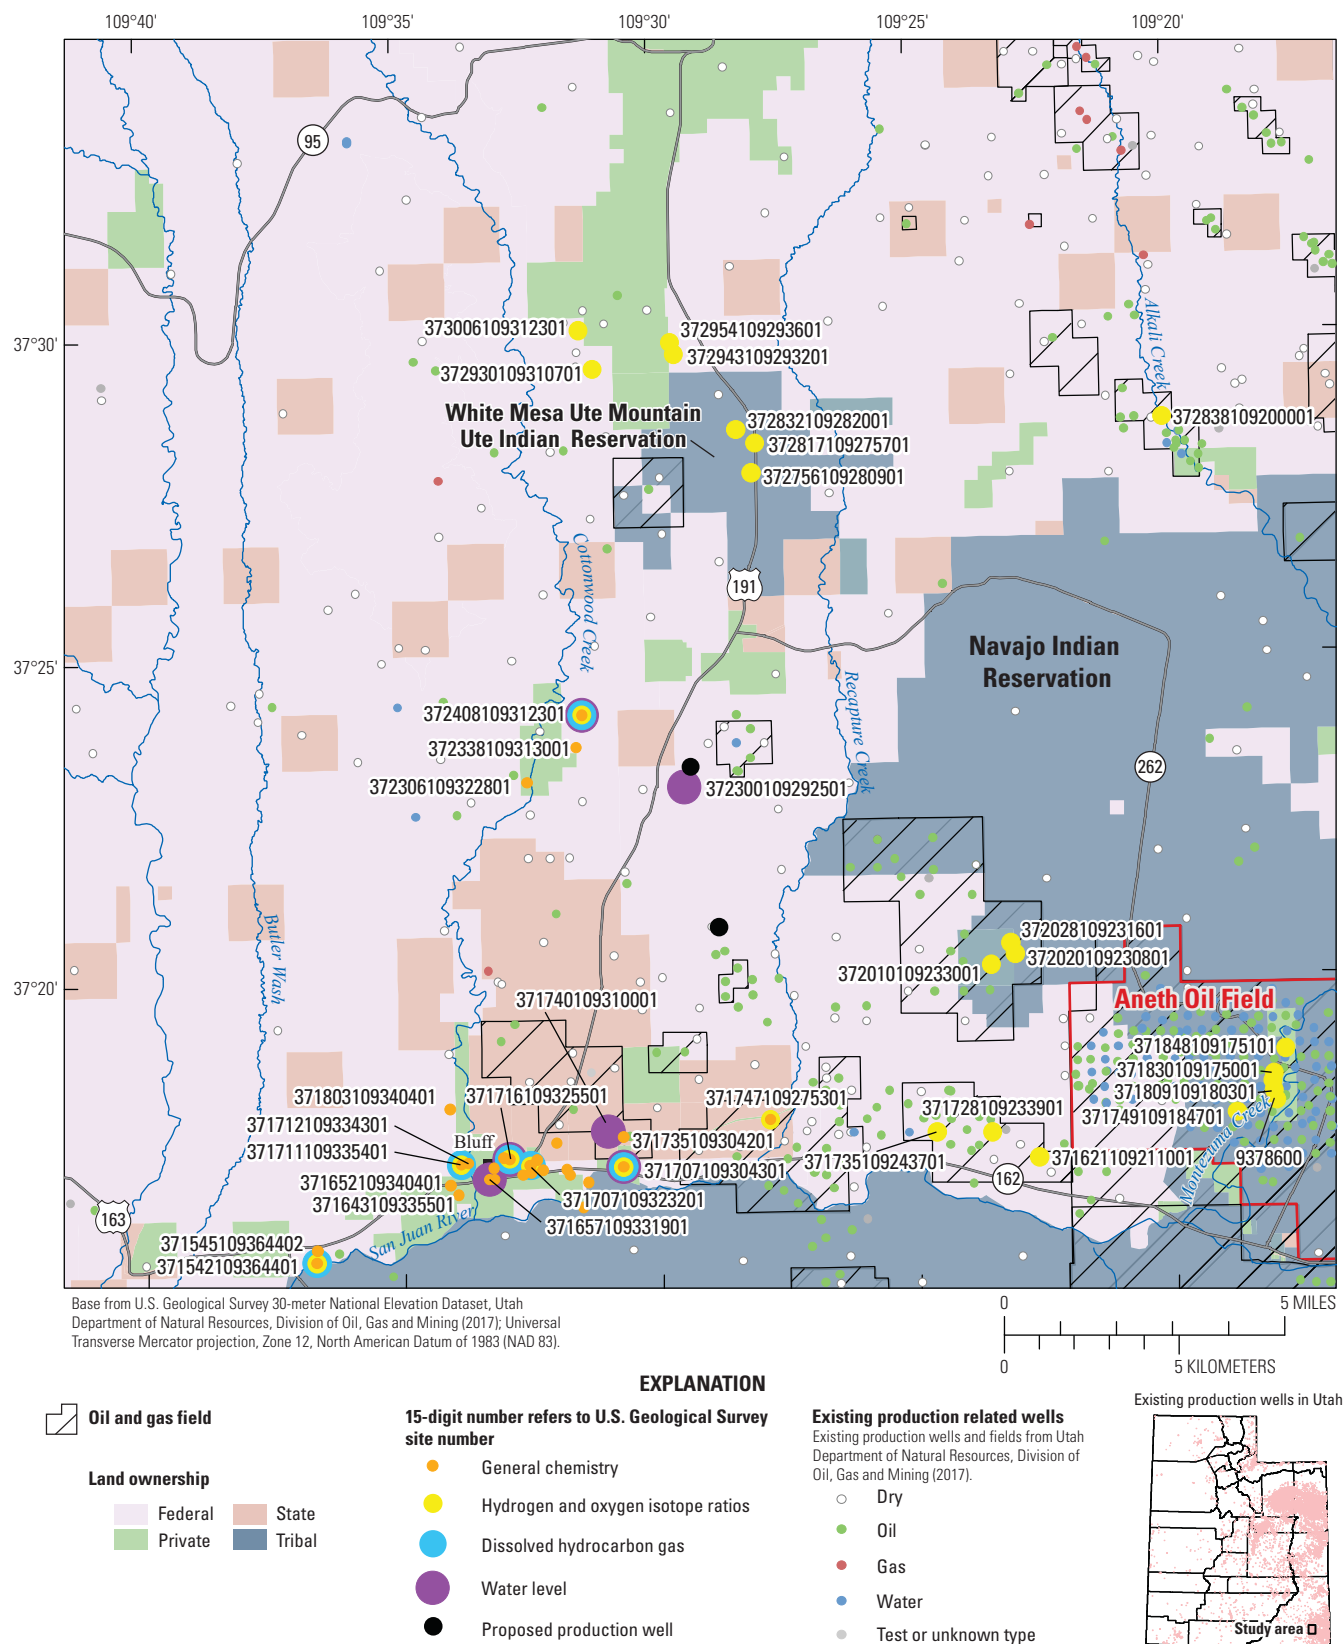 109°40'
109°35'
109°30'
109°25'
109°20'
95
37°30'
373006109312301
372954109293601
372943109293201
372930109310701
White Mesa Ute Mountain
Ute Indian Reservation
372832109282001
372817109275701
372756109280901
Alkali Creek
372838109200001
Cottonwood Creek
191
37°25'
Navajo Indian
Reservation
Recapture Creek
372408109312301
372338109313001
372306109322801
372300109292501
262
Butler Wash
37°20'
372028109231601
372020109230801
372010109233001
Aneth Oil Field
371740109310001
371848109175101
371830109175001
371809109180301
371749109184701
371803109340401
371716109325501
371747109275301
371728109233901
371712109334301
Bluff
371735109304201
371711109335401
371707109304301
371735109243701
371621109211001
9378600
Montezuma Creek
371652109340401
371643109335501
371707109323201
162
163
San Juan River
371657109331901
371545109364402
371542109364401
Base from U.S. Geological Survey 30-meter National Elevation Dataset, Utah
Department of Natural Resources, Division of Oil, Gas and Mining (2017); Universal
Transverse Mercator projection, Zone 12, North American Datum of 1983 (NAD 83).
0
5 MILES
0
5 KILOMETERS
EXPLANATION
Oil and gas field
Land ownership
Federal
State
Private
Tribal
15-digit number refers to U.S. Geological Survey
site number
General chemistry
Hydrogen and oxygen isotope ratios
Dissolved hydrocarbon gas
Water level
Proposed production well
Existing production related wells
Existing production wells and fields from Utah
Department of Natural Resources, Division of
Oil, Gas and Mining (2017).
Dry
Oil
Gas
Water
Test or unknown type
Existing production wells in Utah
Study area